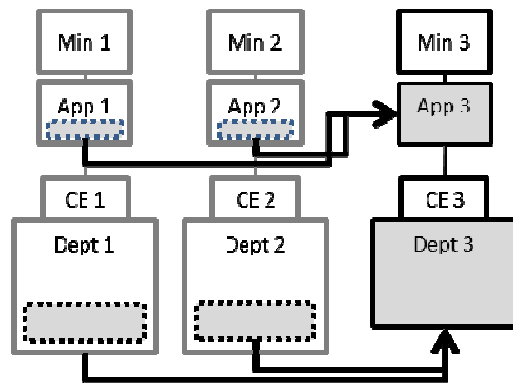 Min 1 Min 2 Min 3
App 1 App 2 App 3
CE 1 CE 2 CE 3
Dept 1 Dept 2 Dept 3